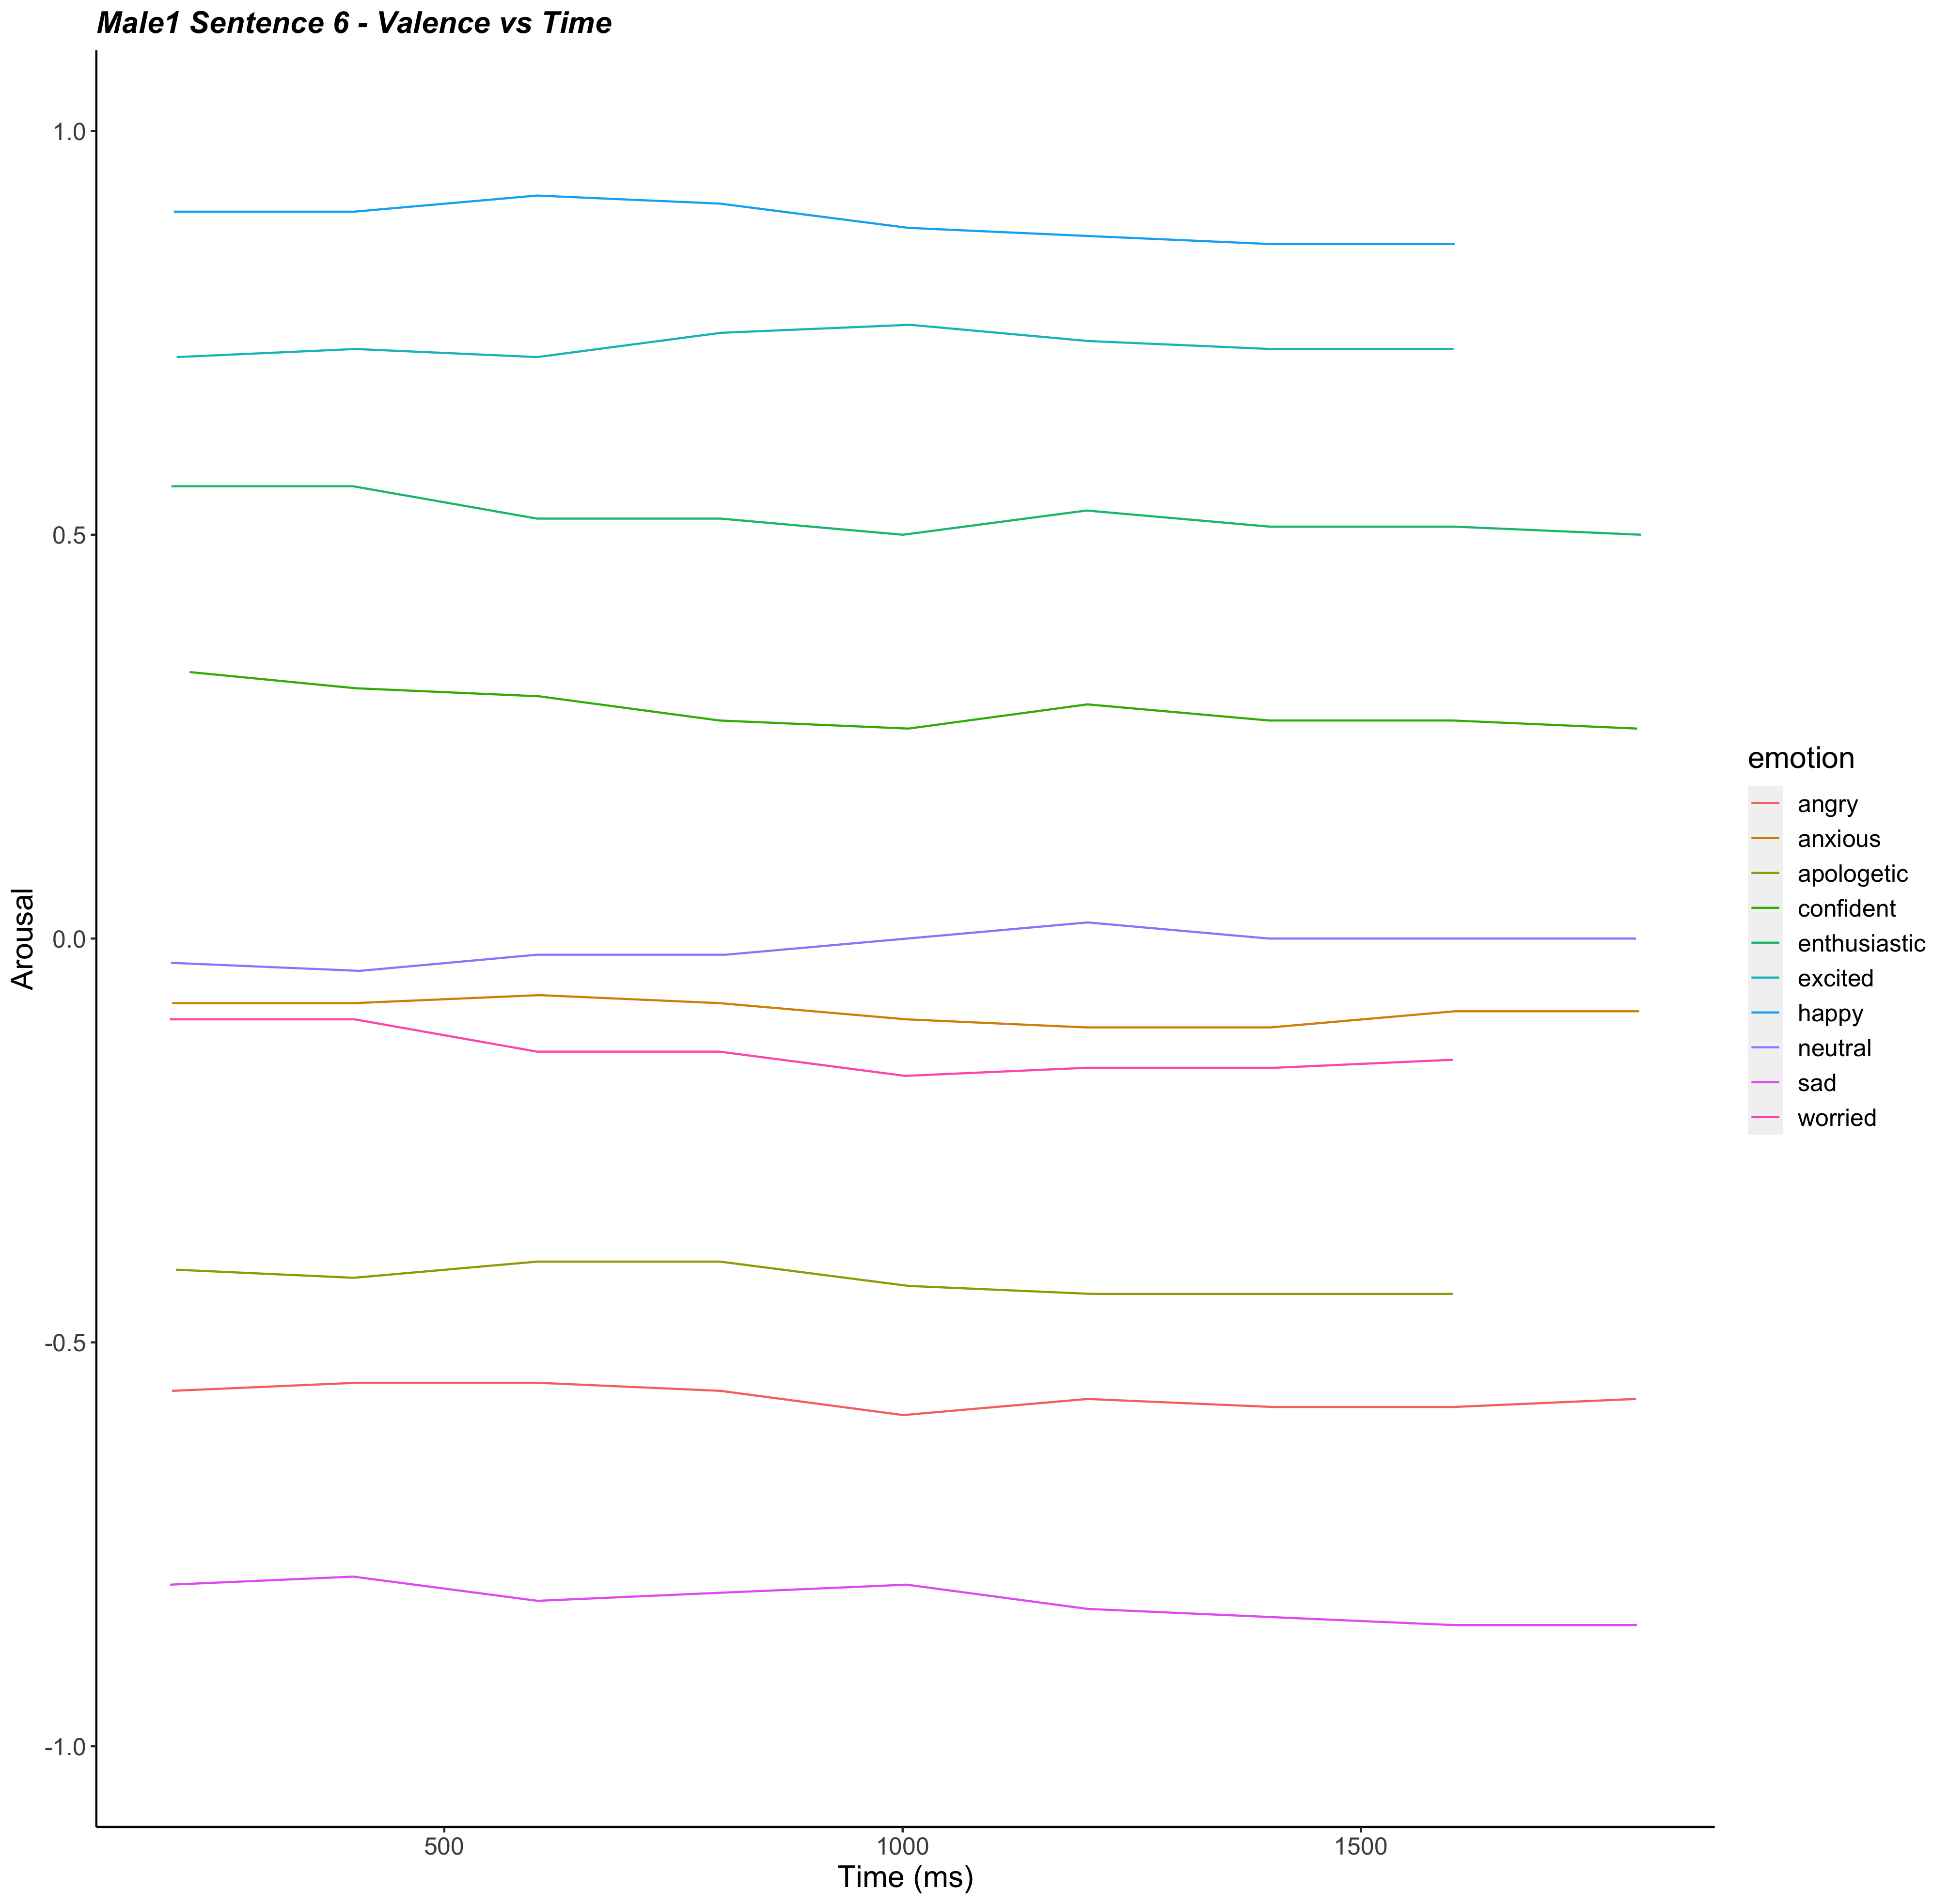 Male1 Sentence 6 - Valence vs Time
1.0
0.5
0.0
-0.5
-1.0
Arousal
500
1000
1500
Time (ms)
emotion
angry
anxious
apologetic
confident
enthusiastic
excited
happy
neutral
sad
worried